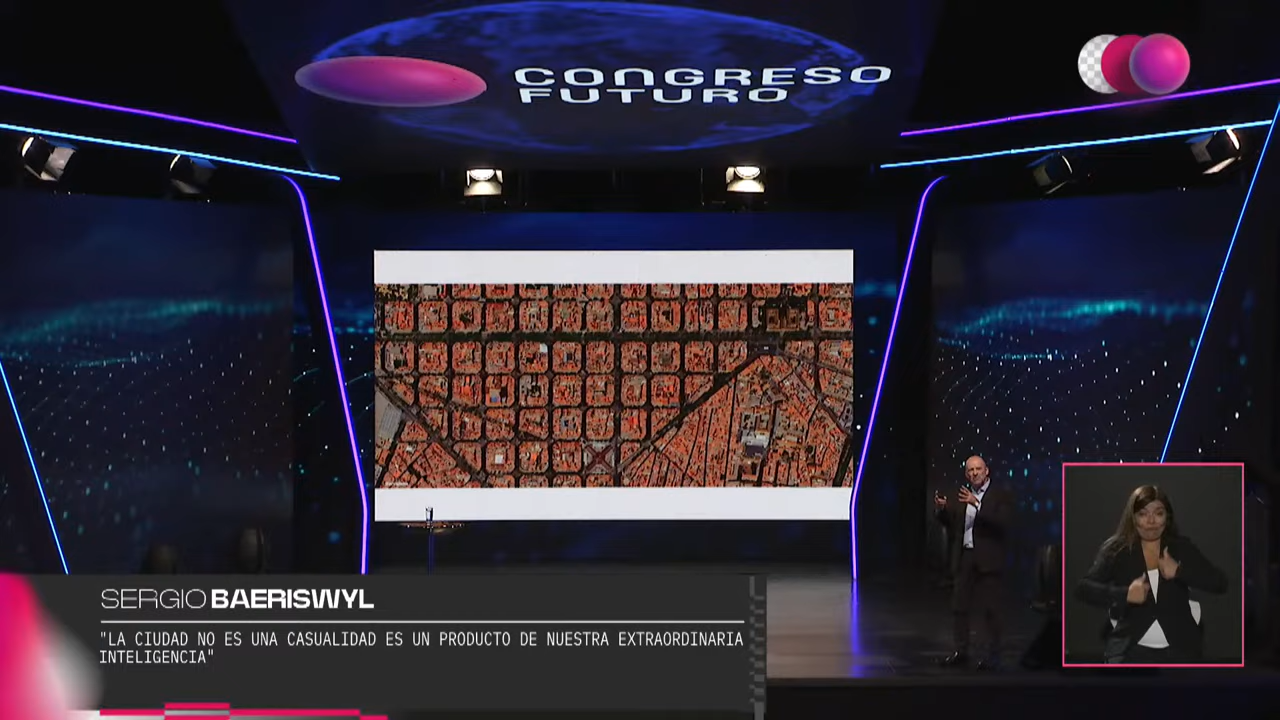 CONGRESO
FUTURO
SERGIO BAERISWYL
"LA CIUDAD NO ES UNA CASUALIDAD ES UN PRODUCTO DE NUESTRA EXTRAORDINARIA
INTELIGENCIA"